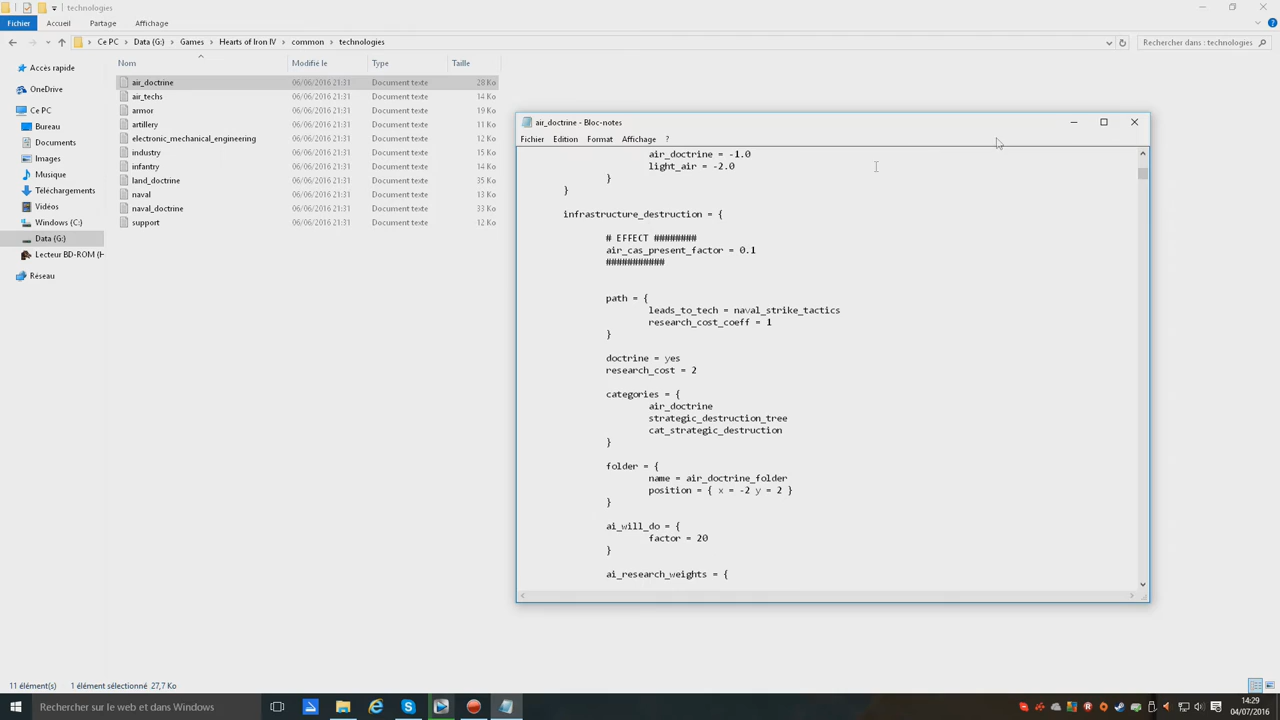 technologies
Fichier Accueil Partage Affichage
Ce PC Data (G:) Games Hearts of Iron IV common technologies
Rechercher dans : technologies
Nom Modifié le Type Taille
Accès rapide
OneDrive
Ce PC
Bureau
Documents
Images
Musique
Téléchargements
Vidéos
Windows (C:)
Data (G:)
Lecteur BD-ROM (H
Réseau
air_doctrine 06/06/2016 21:31 Document texte 28 Ko
air_techs 06/06/2016 21:31 Document texte 14 Ko
armor 06/06/2016 21:31 Document texte 19 Ko
artillery 06/06/2016 21:31 Document texte 11 Ko
electronic_mechanical_engineering 06/06/2016 21:31 Document texte 12 Ko
industry 06/06/2016 21:31 Document texte 15 Ko
infantry 06/06/2016 21:31 Document texte 14 Ko
land_doctrine 06/06/2016 21:31 Document texte 35 Ko
naval 06/06/2016 21:31 Document texte 13 Ko
naval_doctrine 06/06/2016 21:31 Document texte 33 Ko
support 06/06/2016 21:31 Document texte 12 Ko
air_doctrine - Bloc-notes
Fichier Edition Format Affichage ?
air_doctrine = -1.0
light_air = -2.0
}
}
infrastructure_destruction = {
# EFFECT ########
air_cas_present_factor = 0.1
###########
path = {
leads_to_tech = naval_strike_tactics
research_cost_coeff = 1
}
doctrine = yes
research_cost = 2
categories = {
air_doctrine
strategic_destruction_tree
cat_strategic_destruction
}
folder = {
name = air_doctrine_folder
position = { x = -2 y = 2 }
}
ai_will_do = {
factor = 20
}
ai_research_weights = {
11 élément(s) 1 élément sélectionné 27,7 Ko
Rechercher sur le web et dans Windows
14:29
04/07/2016